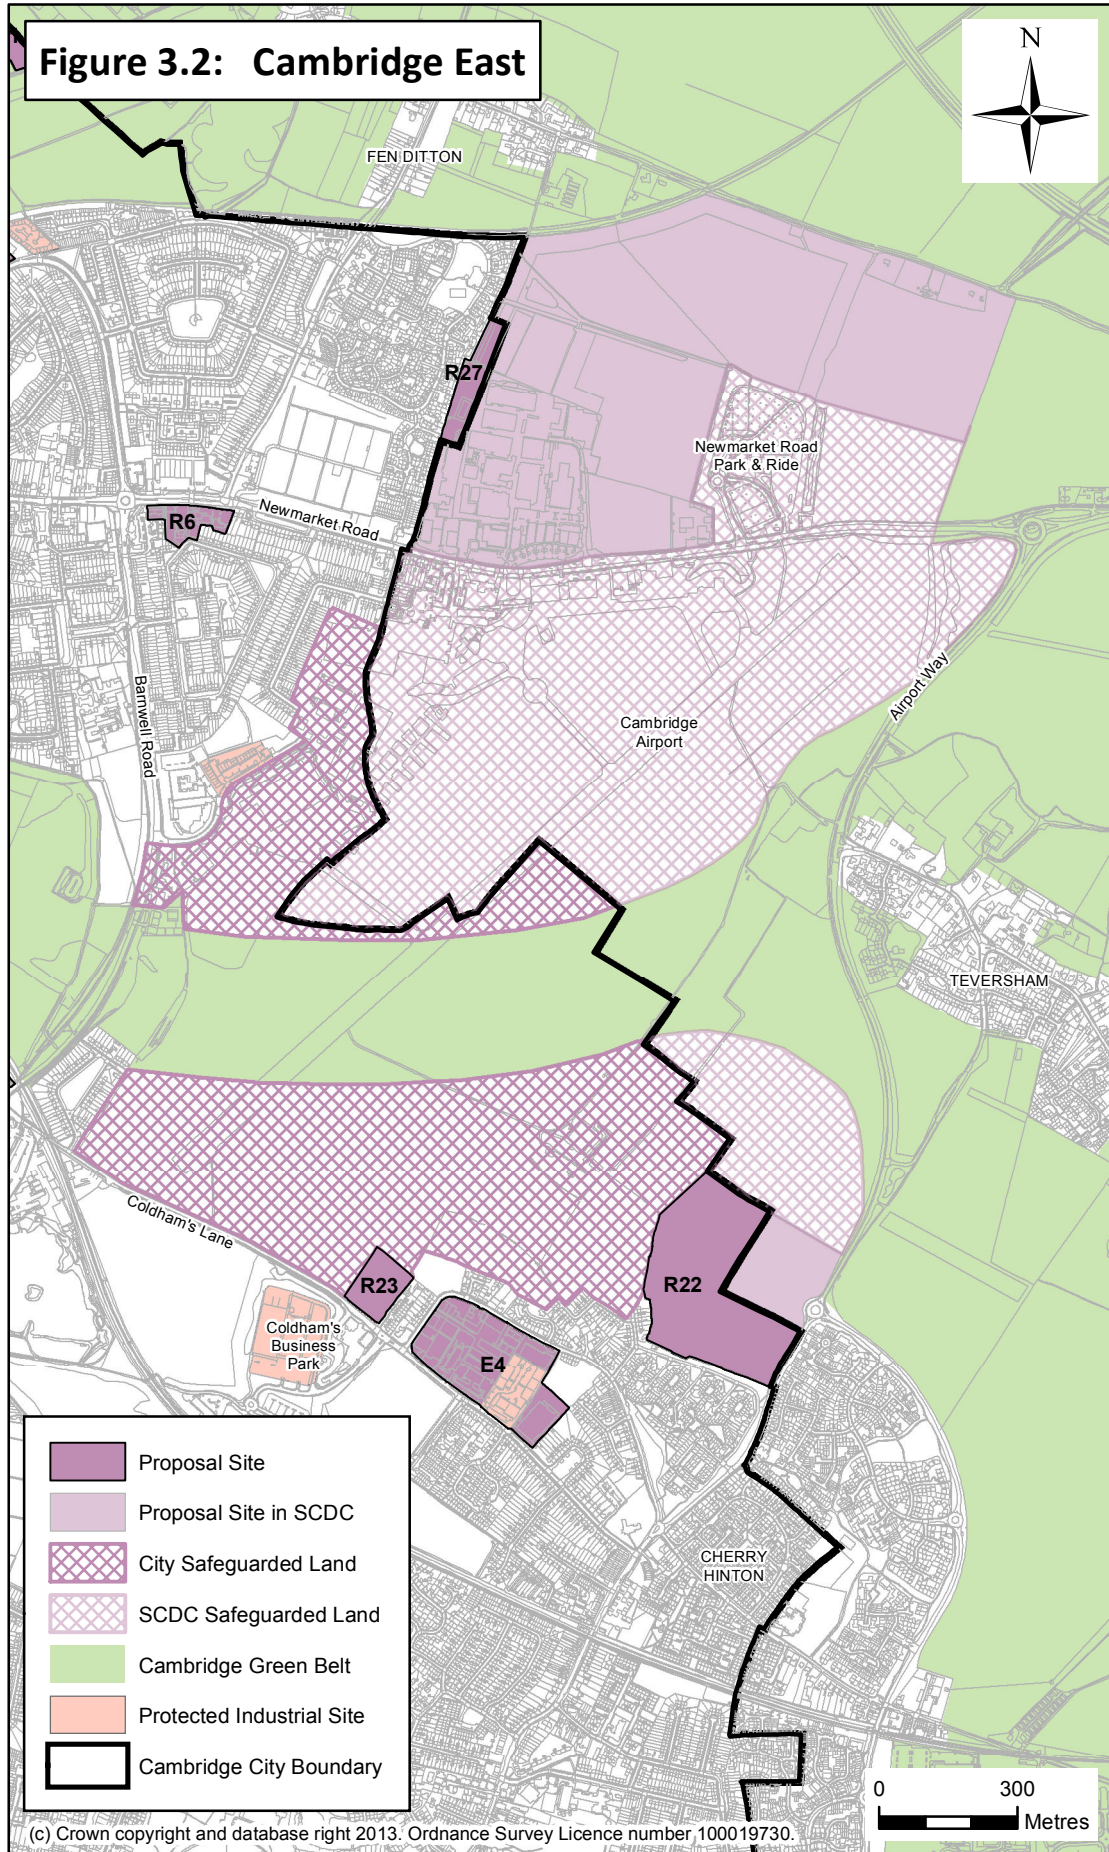 Figure 3.2: Cambridge East
N
FEN DITTON
R27
Newmarket Road
Park & Ride
R6
Newmarket Road
Barnwell Road
Airport Way
Cambridge
Airport
TEVERSHAM
Coldham's Lane
R23
R22
Coldham's
Business
Park
E4
CHERRY
HINTON
Proposal Site
Proposal Site in SCDC
City Safeguarded Land
SCDC Safeguarded Land
Cambridge Green Belt
Protected Industrial Site
Cambridge City Boundary
0 300
Metres
(c) Crown copyright and database right 2013. Ordnance Survey Licence number 100019730.